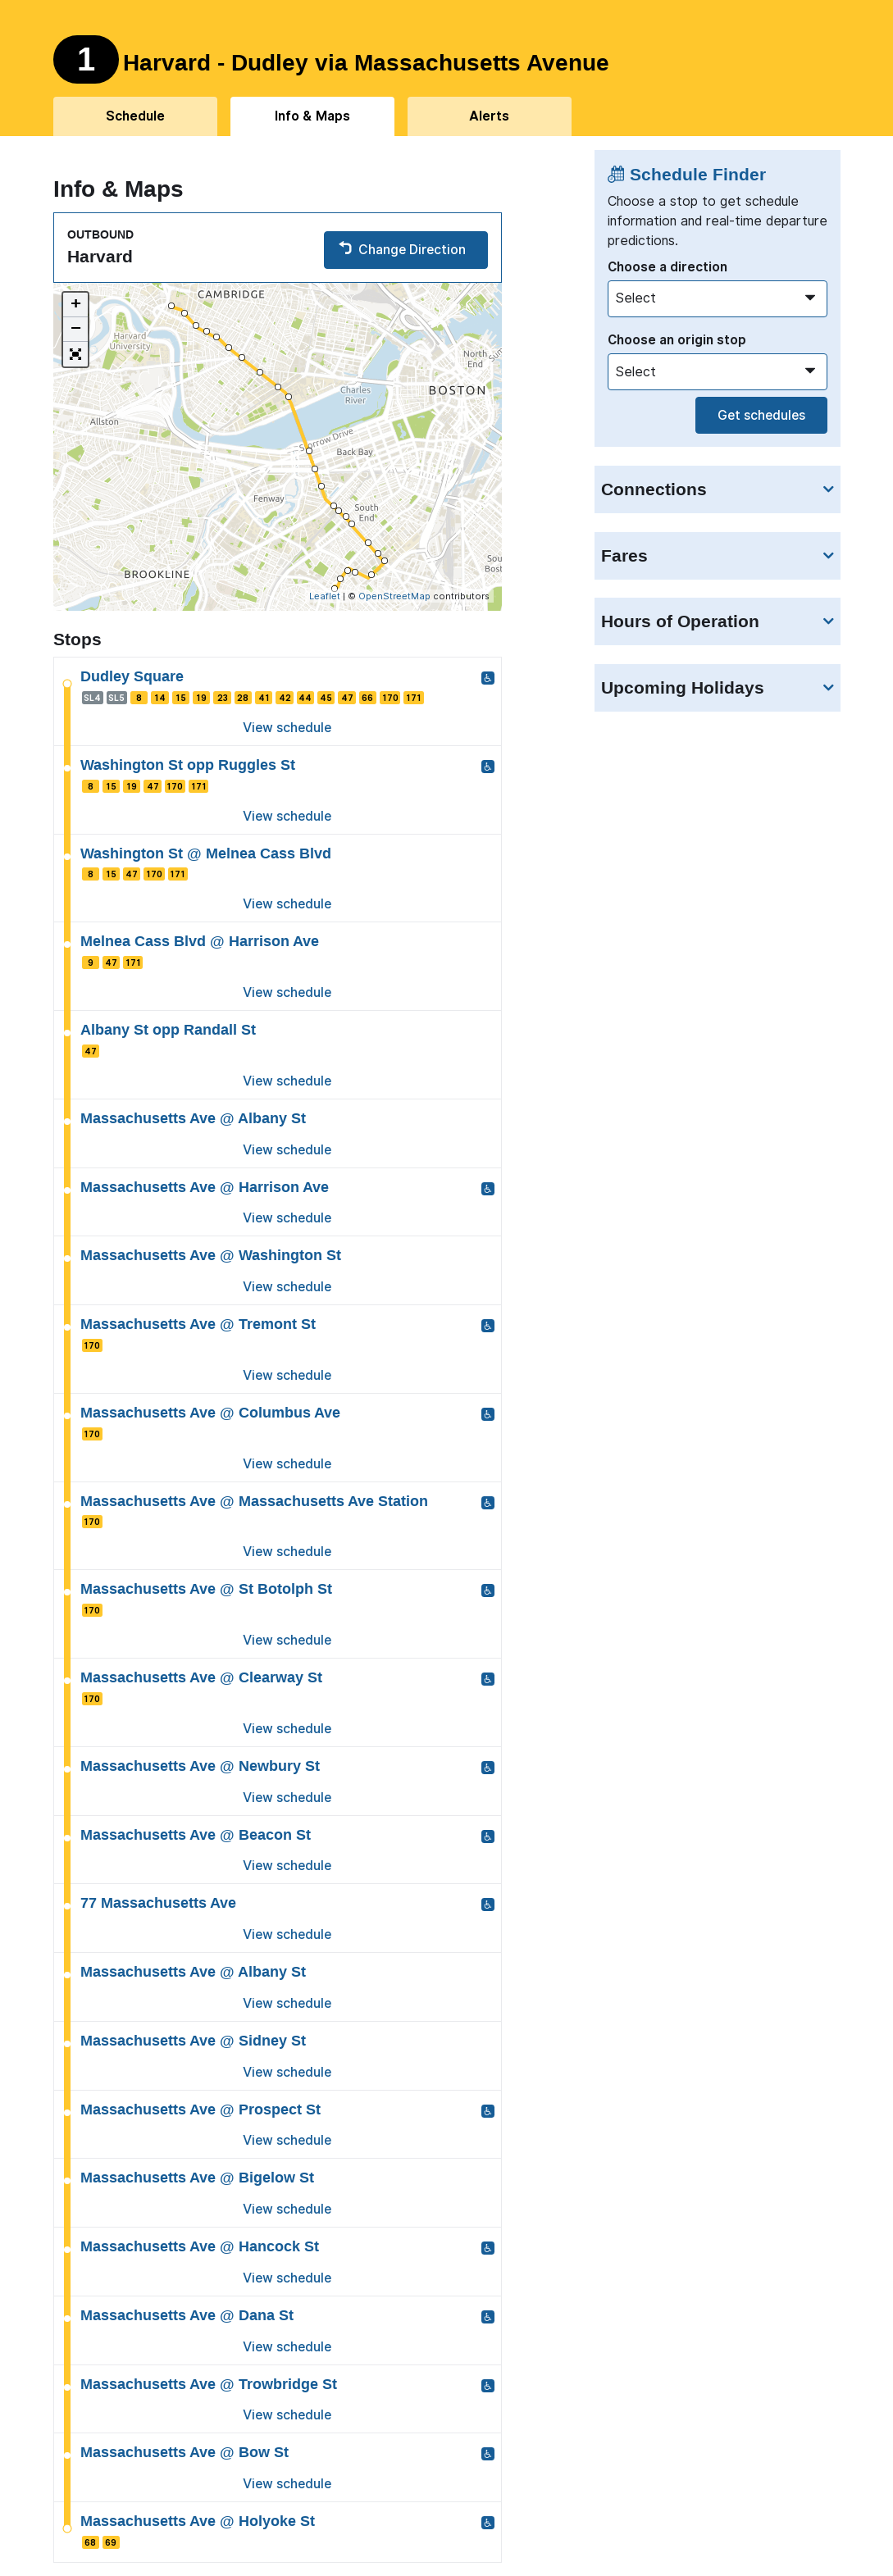 1 Harvard - Dudley via Massachusetts Avenue
Schedule
Info & Maps
Alerts
Info & Maps
OUTBOUND
Harvard
Change Direction
+
−
CAMBRIDGE
Harvard
University
North
End
BOSTON
Charles
River
Allston
Storrow Drive
Back Bay
Fenway
South
End
BROOKLINE
Leaflet | © OpenStreetMap contributors
Stops
Dudley Square
SL4 SL5 8 14 15 19 23 28 41 42 44 45 47 66 170 171
View schedule
Washington St opp Ruggles St
8 15 19 47 170 171
View schedule
Washington St @ Melnea Cass Blvd
8 15 47 170 171
View schedule
Melnea Cass Blvd @ Harrison Ave
9 47 171
View schedule
Albany St opp Randall St
47
View schedule
Massachusetts Ave @ Albany St
View schedule
Massachusetts Ave @ Harrison Ave
View schedule
Massachusetts Ave @ Washington St
View schedule
Massachusetts Ave @ Tremont St
170
View schedule
Massachusetts Ave @ Columbus Ave
170
View schedule
Massachusetts Ave @ Massachusetts Ave Station
170
View schedule
Massachusetts Ave @ St Botolph St
170
View schedule
Massachusetts Ave @ Clearway St
170
View schedule
Massachusetts Ave @ Newbury St
View schedule
Massachusetts Ave @ Beacon St
View schedule
77 Massachusetts Ave
View schedule
Massachusetts Ave @ Albany St
View schedule
Massachusetts Ave @ Sidney St
View schedule
Massachusetts Ave @ Prospect St
View schedule
Massachusetts Ave @ Bigelow St
View schedule
Massachusetts Ave @ Hancock St
View schedule
Massachusetts Ave @ Dana St
View schedule
Massachusetts Ave @ Trowbridge St
View schedule
Massachusetts Ave @ Bow St
View schedule
Massachusetts Ave @ Holyoke St
68 69
Schedule Finder
Choose a stop to get schedule
information and real-time departure
predictions.
Choose a direction
Select
Choose an origin stop
Select
Get schedules
Connections
Fares
Hours of Operation
Upcoming Holidays